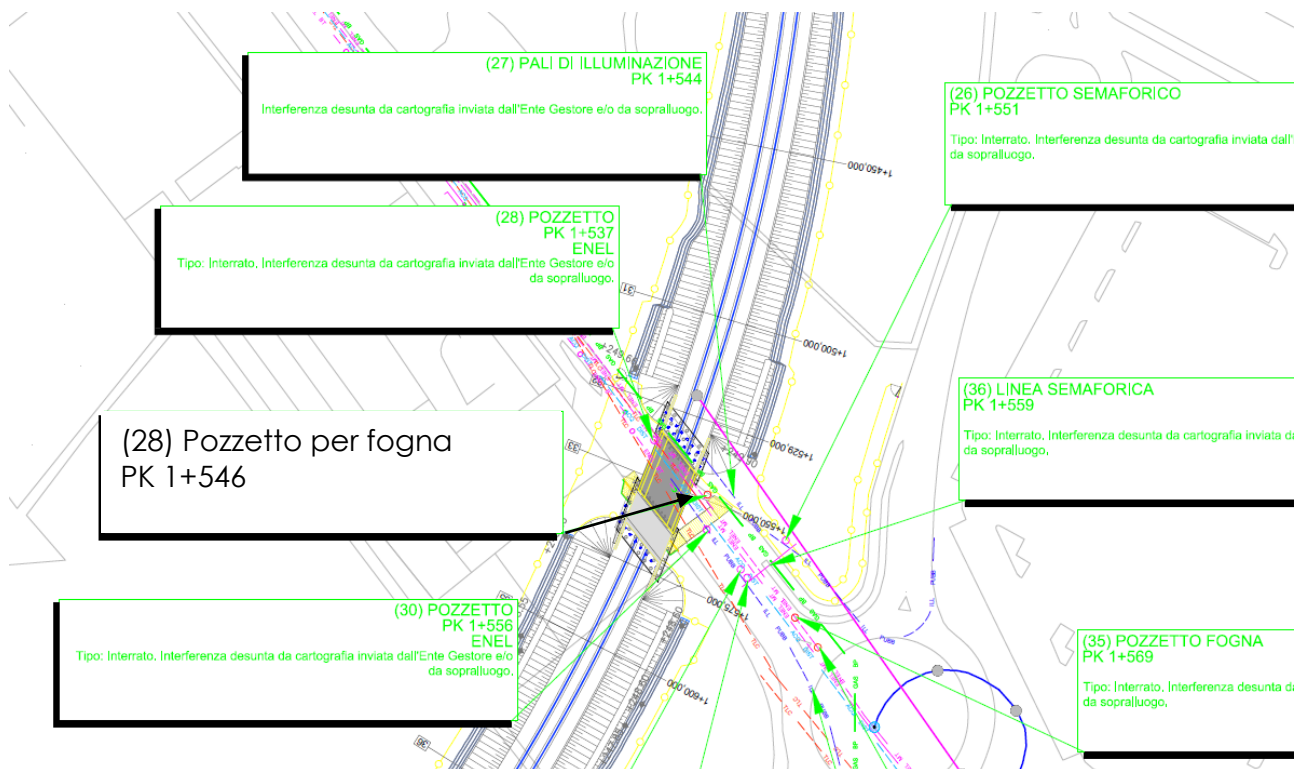 (27) PALI DI ILLUMINAZIONE
PK 1+544
Interferenza desunta da cartografia inviata dall'Ente Gestore e/o da sopralluogo.
(26) POZZETTO SEMAFORICO
PK 1+551
Tipo: Interrato. Interferenza desunta da cartografia inviata dall'
da sopralluogo.
(28) POZZETTO
PK 1+537
ENEL
Tipo: Interrato, Interferenza desunta da cartografia inviata dall'Ente Gestore e/o
da sopralluogo.
(36) LINEA SEMAFORICA
PK 1+559
Tipo: Interrato. Interferenza desunta da cartografia inviata da
da sopralluogo.
(28) Pozzetto per fogna
PK 1+546
(30) POZZETTO
PK 1+556
ENEL
Tipo: Interrato. Interferenza desunta da cartografia inviata dall'Ente Gestore e/o
da sopralluogo.
(35) POZZETTO FOGNA
PK 1+569
Tipo: Interrato, Interferenza desunta da
da sopralluogo,
1+450,000
1+500,000
1+529,000
1+550,000
1+575,000
1+600,000
31
33
36